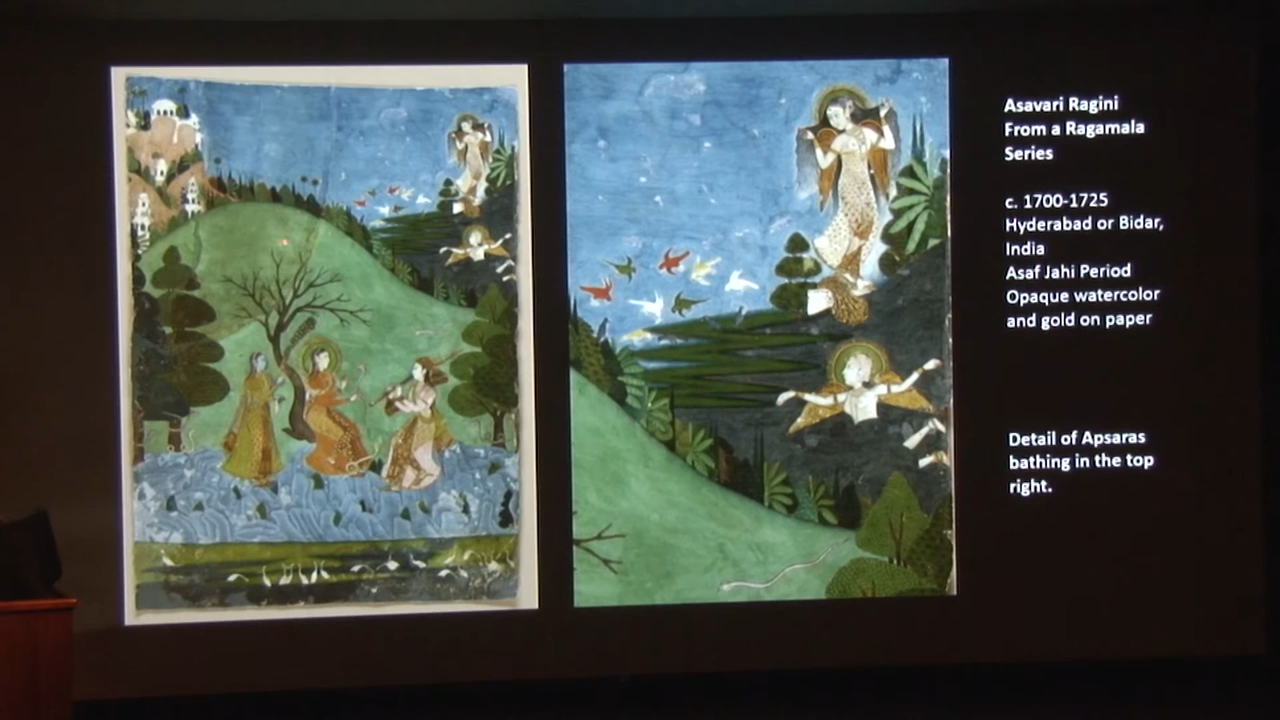 Asavari Ragini
From a Ragamala
Series
c. 1700-1725
Hyderabad or Bidar,
India
Asaf Jahi Period
Opaque watercolor
and gold on paper
Detail of Apsaras
bathing in the top
right.